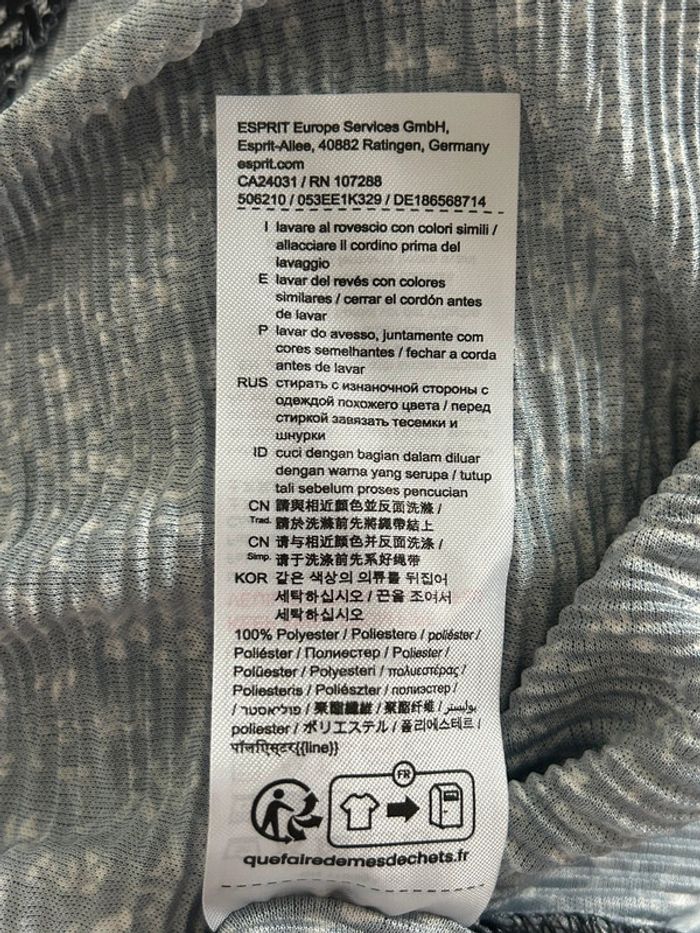 ESPRIT Europe Services GmbH,
Esprit-Allee, 40882 Ratingen, Germany
esprit.com
CA24031 / RN 107288
506210 / 053EE1K329 / DE186568714
I lavare al rovescio con colori simili /
allacciare il cordino prima del
lavaggio
E lavar del revés con colores
similares / cerrar el cordón antes
de lavar
P lavar do avesso, juntamente com
cores semelhantes / fechar a corda
antes de lavar
RUS стирать с изнаночной стороны с
одеждой похожего цвета / перед
стиркой завязать тесемки и
шнурки
ID cuci dengan bagian dalam diluar
dengan warna yang serupa / tutup
tali sebelum proses pencucian
CN Trad. 請與相近顏色並反面洗滌 /
請於洗滌前先將繩帶結上
CN Simp. 请与相近颜色并反面洗涤 /
请于洗涤前先系好绳带
KOR 같은 색상의 의류를 뒤집어
세탁하십시오 / 끈을 조여서
세탁하십시오
100% Polyester / Poliestere / poliéster /
Poliéster / Полиестер / Poliester /
Polüester / Polyesteri / πολυεστέρας /
Poliesteris / Poliészter / полиэстер /
/ פוליאסטר / 聚酯纖維 / 聚酯纤维 / بوليستر
poliester / ポリエステル / 폴리에스테르 /
पॉलिएस्टर{{line}}
FR
quefairedemesdechets.fr